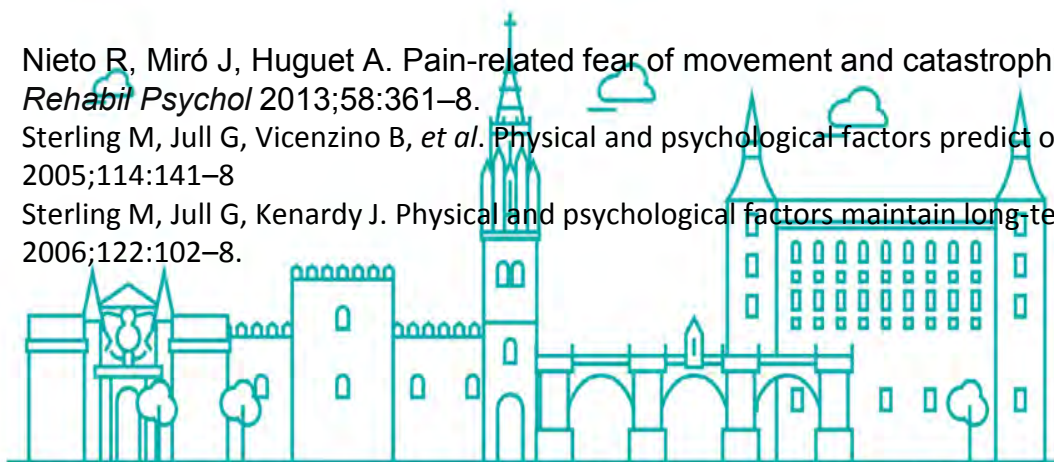 Nieto R, Miró J, Huguet A. Pain-related fear of movement and catastroph
Rehabil Psychol 2013;58:361–8.
Sterling M, Jull G, Vicenzino B, et al. Physical and psychological factors predict o
2005;114:141–8
Sterling M, Jull G, Kenardy J. Physical and psychological factors maintain long-te
2006;122:102–8.